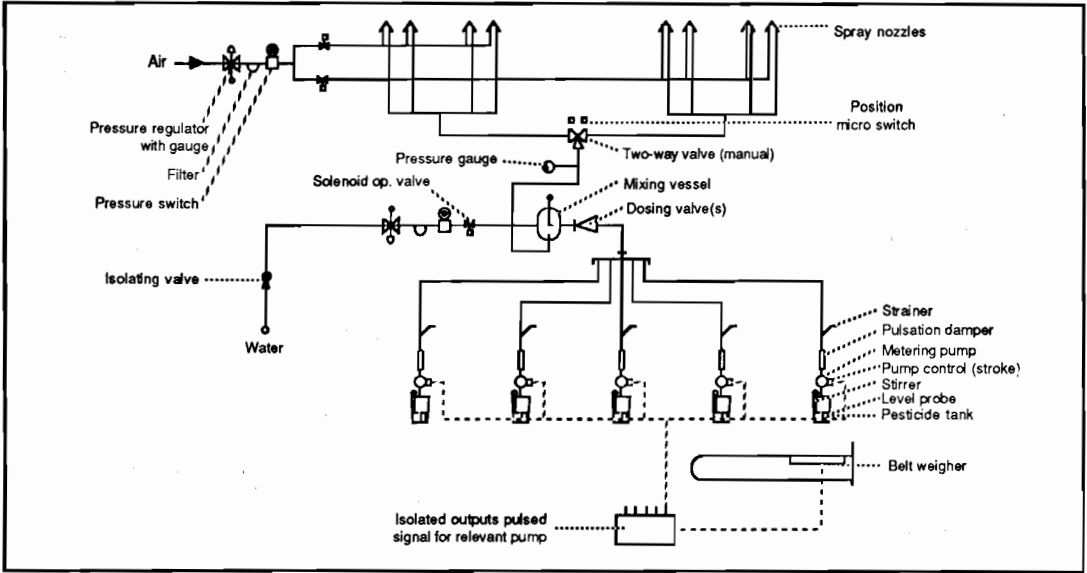 Spray nozzles
Air
Position
micro switch
Pressure regulator
with gauge
Two-way valve (manual)
Pressure gauge
Filter
Solenoid op. valve
Mixing vessel
Pressure switch
Dosing valve(s)
Isolating valve
Strainer
Pulsation damper
Water
Metering pump
Pump control (stroke)
Stirrer
Level probe
Pesticide tank
Belt weigher
Isolated outputs pulsed
signal for relevant pump